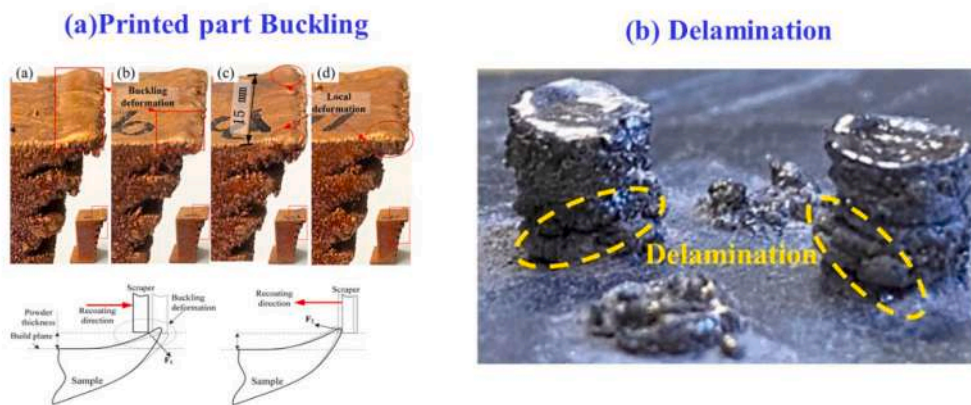 (a)Printed part Buckling
(b) Delamination
(a)
(b)
(c)
(d)
Buckling
deformation
15 mm
Local
deformation
Scraper
Recoating
direction
Buckling
deformation
Powder
thickness
Build plane
Sample
Scraper
Recoating
direction
Sample
Delamination